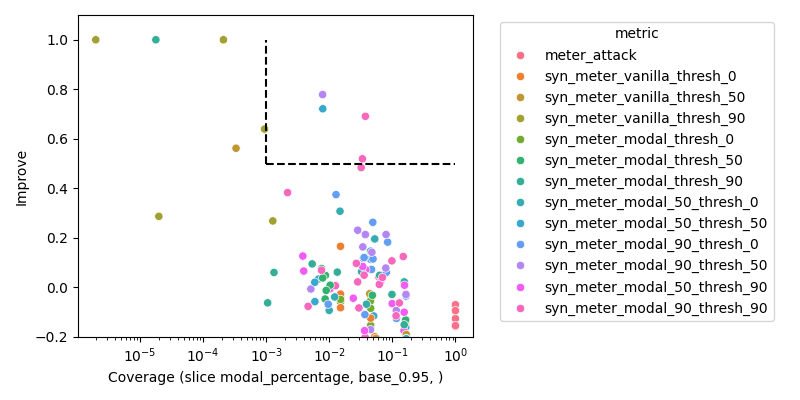 1.0
0.8
0.6
0.4
0.2
0.0
−0.2
Improve
10⁻⁵ 10⁻⁴ 10⁻³ 10⁻² 10⁻¹ 10⁰
Coverage (slice modal_percentage, base_0.95, )
metric
meter_attack
syn_meter_vanilla_thresh_0
syn_meter_vanilla_thresh_50
syn_meter_vanilla_thresh_90
syn_meter_modal_thresh_0
syn_meter_modal_thresh_50
syn_meter_modal_thresh_90
syn_meter_modal_50_thresh_0
syn_meter_modal_50_thresh_50
syn_meter_modal_90_thresh_0
syn_meter_modal_90_thresh_50
syn_meter_modal_50_thresh_90
syn_meter_modal_90_thresh_90